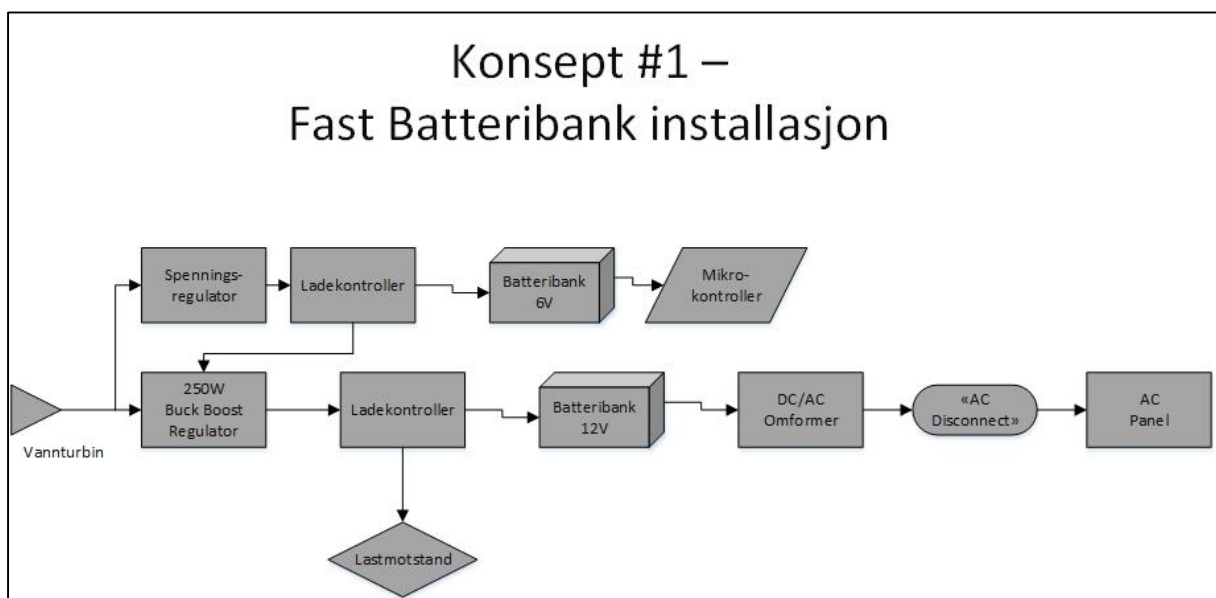 Konsept #1 –
Fast Batteribank installasjon
Spennings-
regulator
Ladekontroller
Batteribank
6V
Mikro-
kontroller
250W
Buck Boost
Regulator
Ladekontroller
Batteribank
12V
DC/AC
Omformer
«AC
Disconnect»
AC
Panel
Vannturbin
Lastmotstand